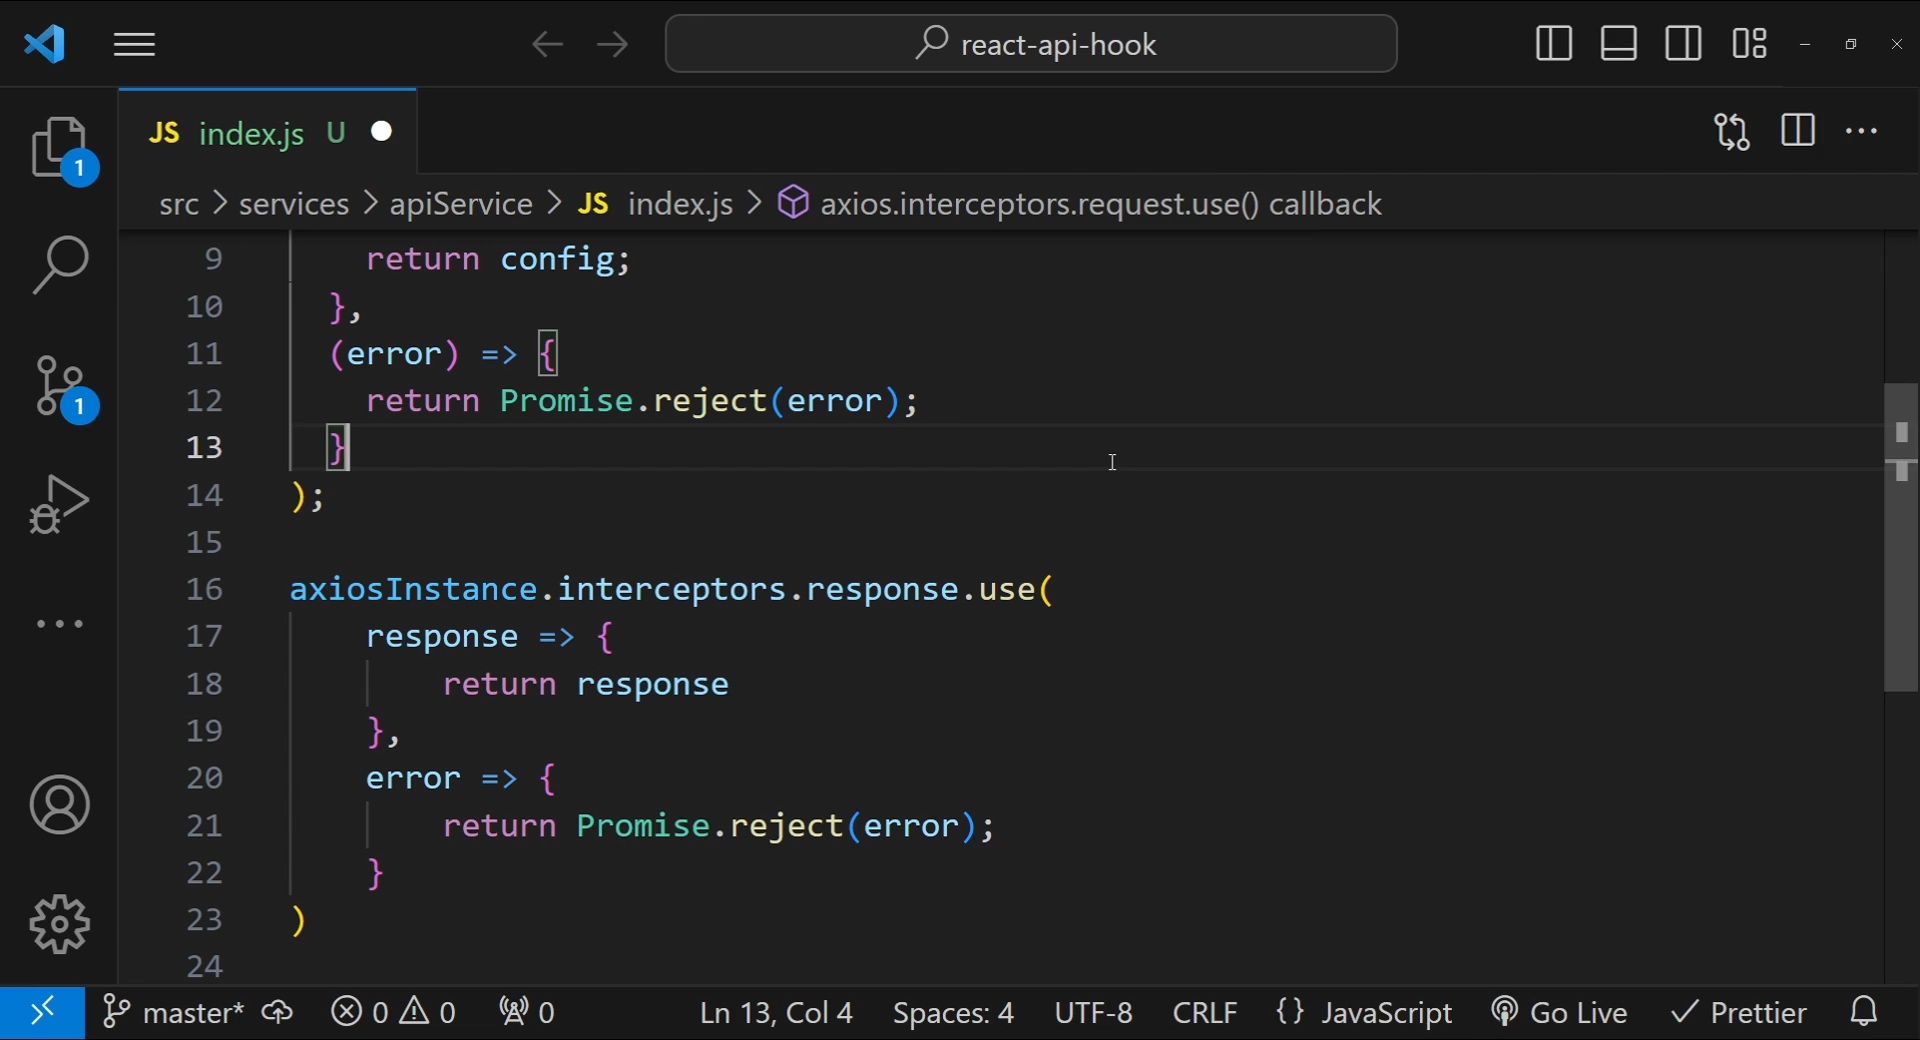 react-api-hook
JS index.js U
src > services > apiService > JS index.js > axios.interceptors.request.use() callback
1
1
9 return config;
10 },
11 (error) => {
12 return Promise.reject(error);
13 }
14 );
15
16 axiosInstance.interceptors.response.use(
17 response => {
18 return response
19 },
20 error => {
21 return Promise.reject(error);
22 }
23 )
24
master* 0 0 0 Ln 13, Col 4 Spaces: 4 UTF-8 CRLF {} JavaScript Go Live Prettier